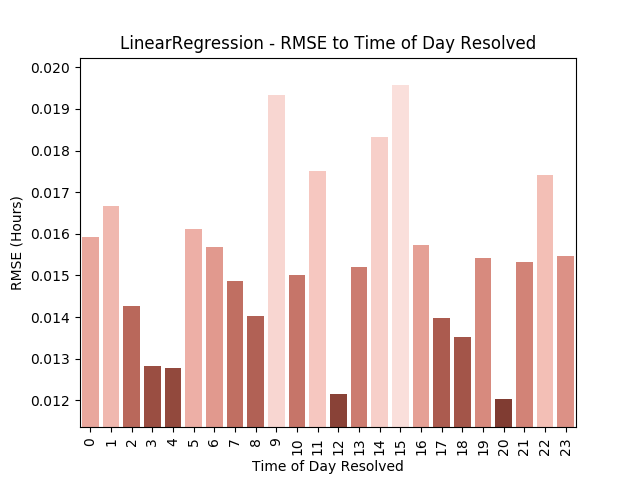 LinearRegression - RMSE to Time of Day Resolved
0.020
0.019
0.018
0.017
0.016
0.015
0.014
0.013
0.012
RMSE (Hours)
0 1 2 3 4 5 6 7 8 9 10 11 12 13 14 15 16 17 18 19 20 21 22 23
Time of Day Resolved